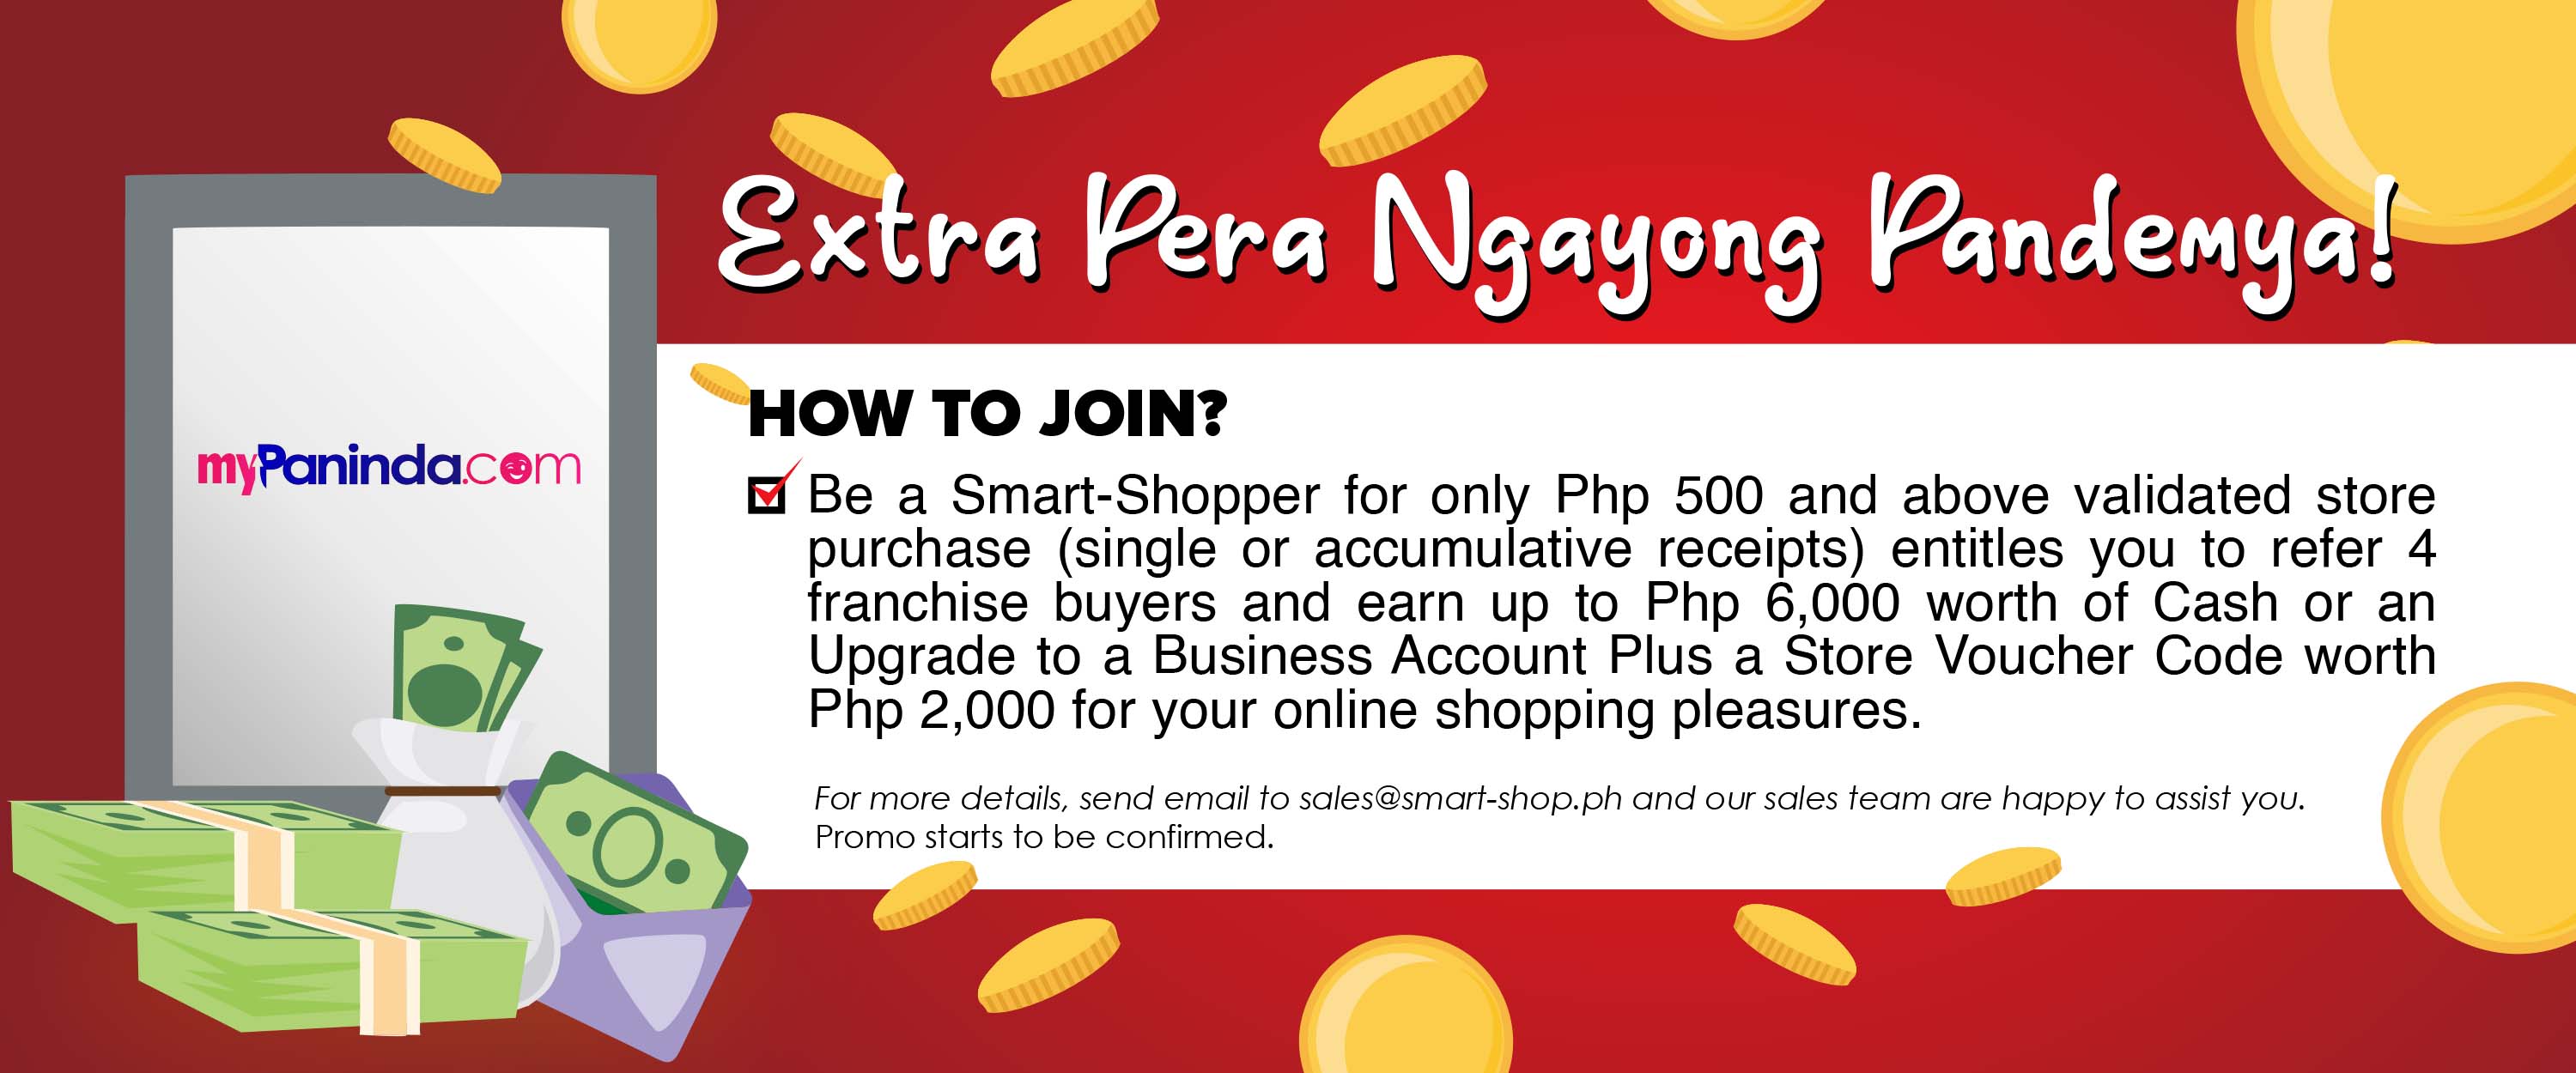 Extra Pera Ngayong Pandemya!
myPaninda.com
HOW TO JOIN?
Be a Smart-Shopper for only Php 500 and above validated store
purchase (single or accumulative receipts) entitles you to refer 4
franchise buyers and earn up to Php 6,000 worth of Cash or an
Upgrade to a Business Account Plus a Store Voucher Code worth
Php 2,000 for your online shopping pleasures.
For more details, send email to sales@smart-shop.ph and our sales team are happy to assist you.
Promo starts to be confirmed.